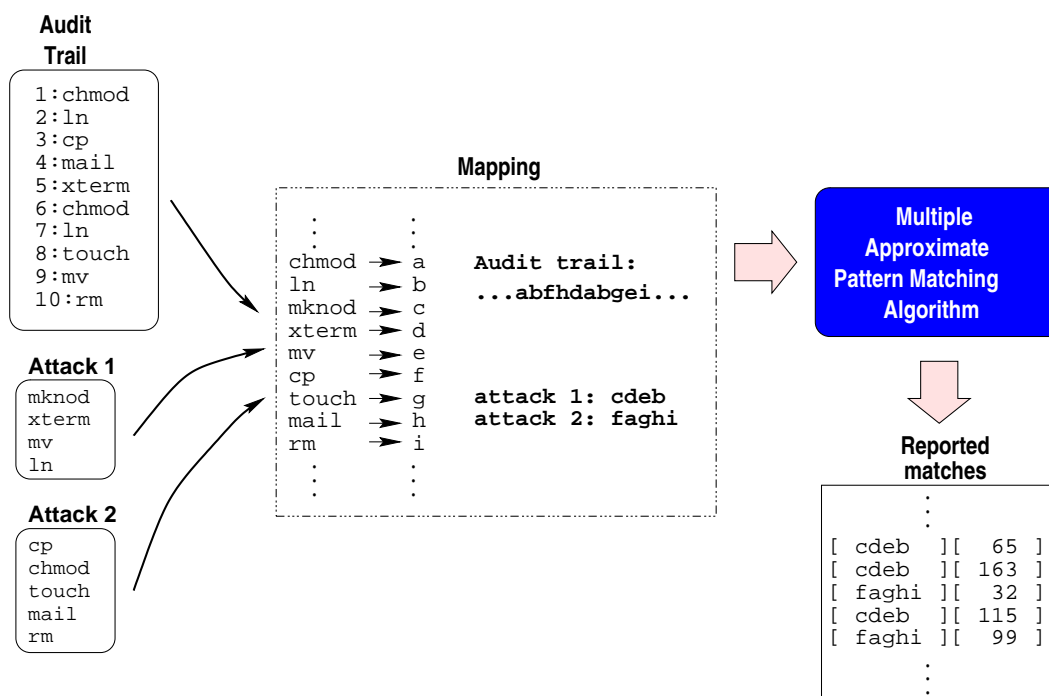 Audit
Trail
1:chmod
2:ln
3:cp
4:mail
5:xterm
6:chmod
7:ln
8:touch
9:mv
10:rm
Attack 1
mknod
xterm
mv
ln
Attack 2
cp
chmod
touch
mail
rm
Mapping
chmod → a
ln → b
mknod → c
xterm → d
mv → e
cp → f
touch → g
mail → h
rm → i
Audit trail:
...abfhdabgei...
attack 1: cdeb
attack 2: faghi
Multiple
Approximate
Pattern Matching
Algorithm
Reported
matches
[ cdeb ][ 65 ]
[ cdeb ][ 163 ]
[ faghi ][ 32 ]
[ cdeb ][ 115 ]
[ faghi ][ 99 ]